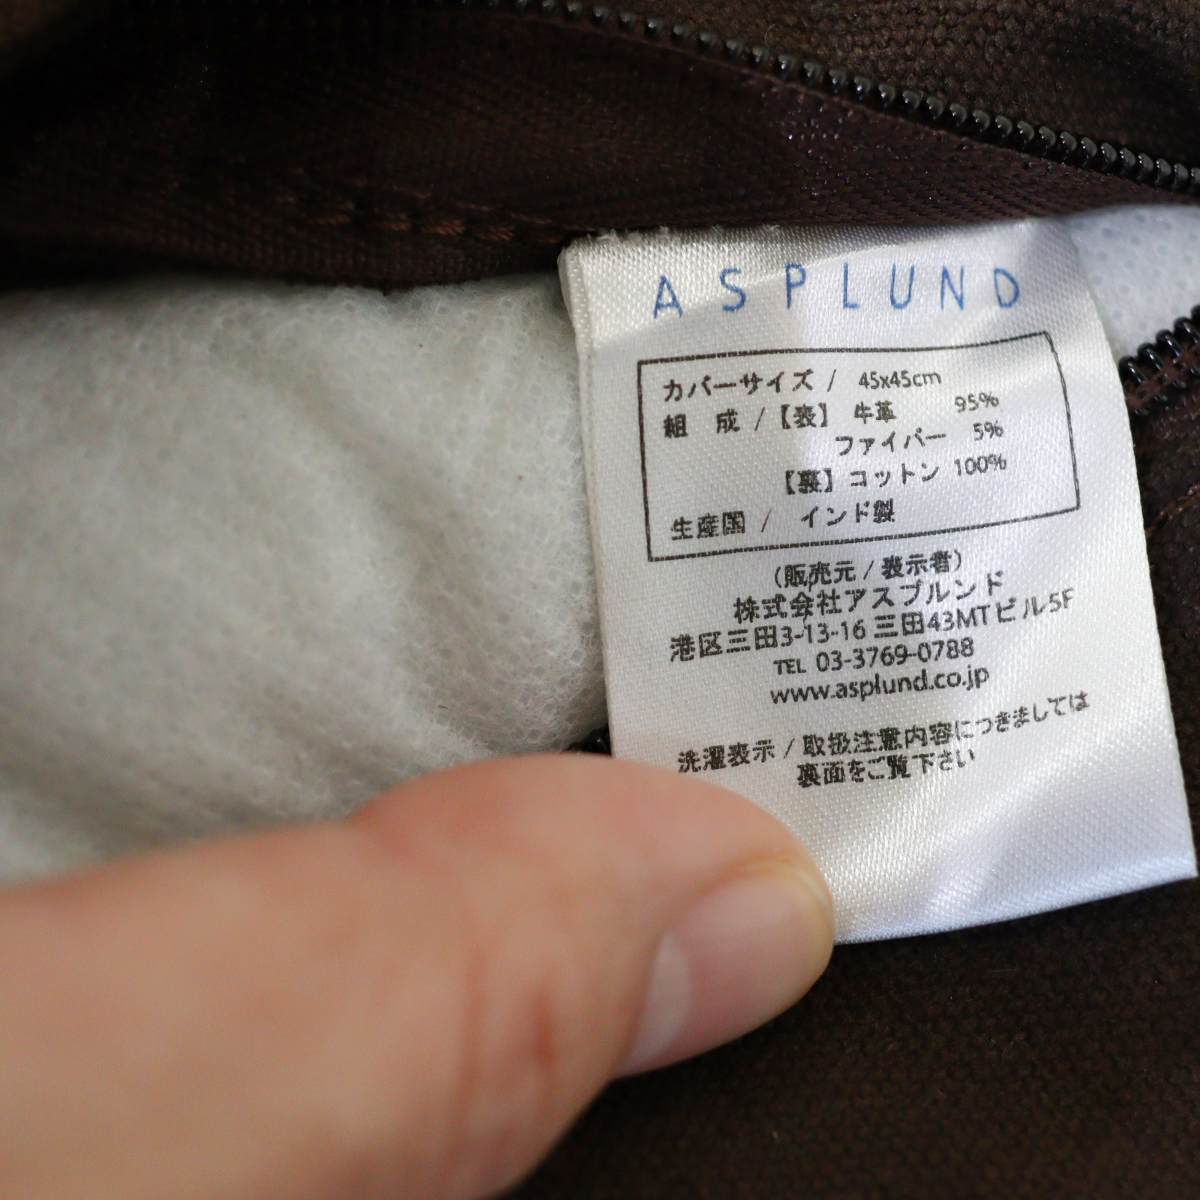 ASPLUND
カバーサイズ / 45x45cm
組 成 /【表】 牛革 95%
ファイバー 5%
【裏】コットン 100%
生産国 / インド製
(販売元 / 表示者)
株式会社アスプルンド
港区三田3-13-16 三田43MTビル5F
TEL 03-3769-0788
www.asplund.co.jp
洗濯表示 / 取扱注意内容につきましては
裏面をご覧下さい